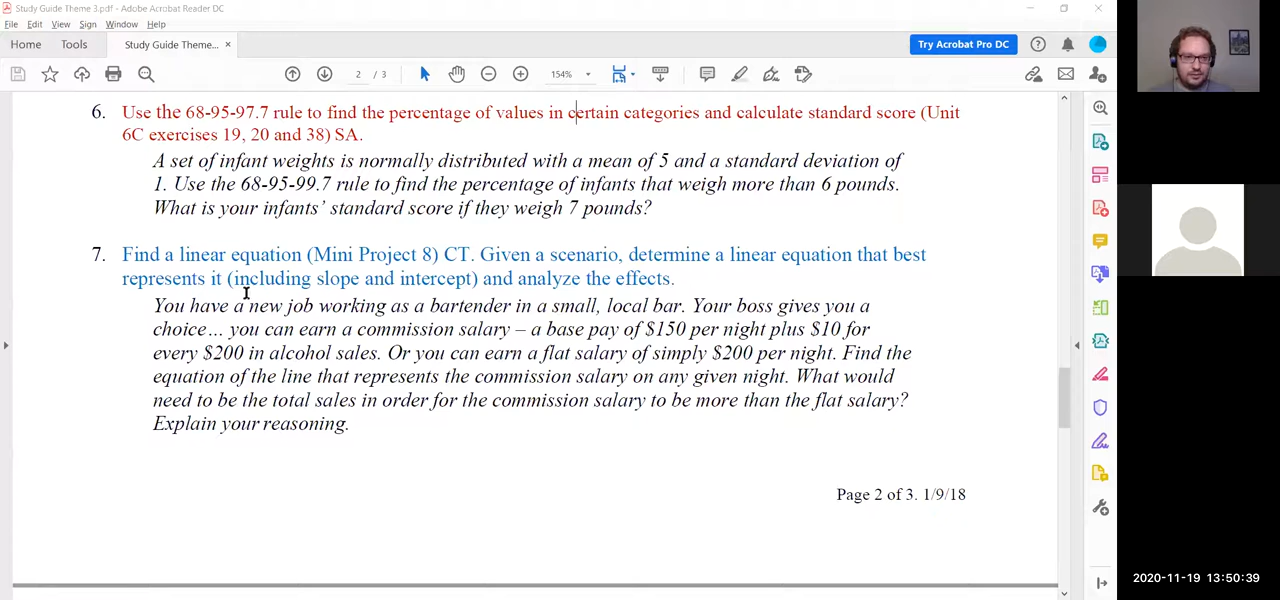 Study Guide Theme 3.pdf - Adobe Acrobat Reader DC
File Edit View Sign Window Help
Home Tools Study Guide Theme... × Try Acrobat Pro DC
2 / 3 154%
6. Use the 68-95-97.7 rule to find the percentage of values in certain categories and calculate standard score (Unit
6C exercises 19, 20 and 38) SA.
A set of infant weights is normally distributed with a mean of 5 and a standard deviation of
1. Use the 68-95-99.7 rule to find the percentage of infants that weigh more than 6 pounds.
What is your infants’ standard score if they weigh 7 pounds?
7. Find a linear equation (Mini Project 8) CT. Given a scenario, determine a linear equation that best
represents it (including slope and intercept) and analyze the effects.
You have a new job working as a bartender in a small, local bar. Your boss gives you a
choice… you can earn a commission salary – a base pay of $150 per night plus $10 for
every $200 in alcohol sales. Or you can earn a flat salary of simply $200 per night. Find the
equation of the line that represents the commission salary on any given night. What would
need to be the total sales in order for the commission salary to be more than the flat salary?
Explain your reasoning.
Page 2 of 3. 1/9/18
2020-11-19 13:50:39